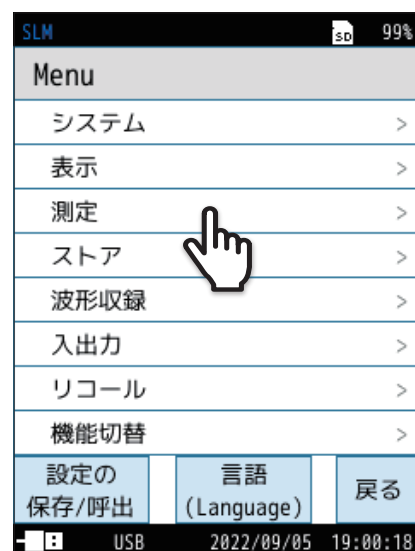 SLM SD 99%
Menu
システム >
表示 >
測定 >
ストア >
波形収録 >
入出力 >
リコール >
機能切替 >
設定の
保存/呼出
言語
(Language)
戻る
USB 2022/09/05 19:00:18